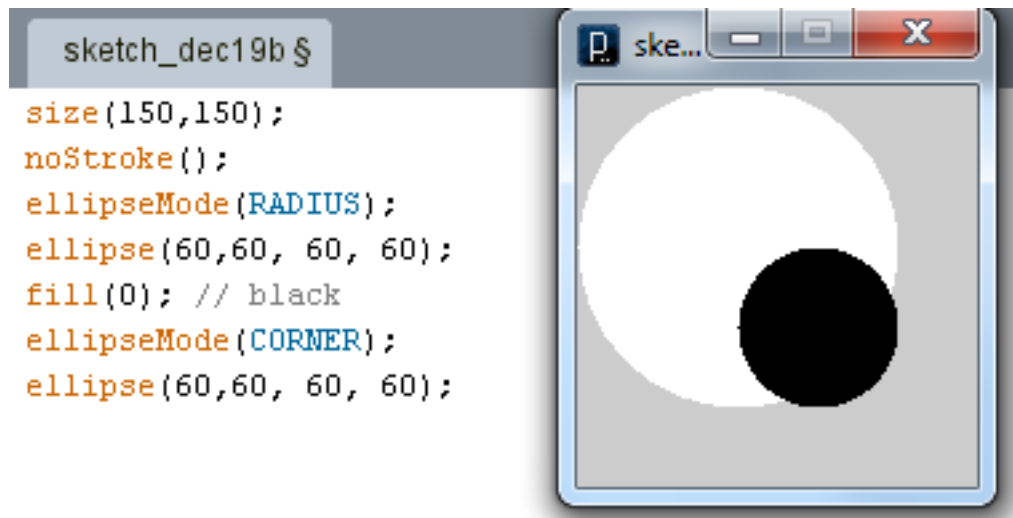 sketch_dec19b §
size(150,150);
noStroke();
ellipseMode(RADIUS);
ellipse(60,60, 60, 60);
fill(0); // black
ellipseMode(CORNER);
ellipse(60,60, 60, 60);
ske...